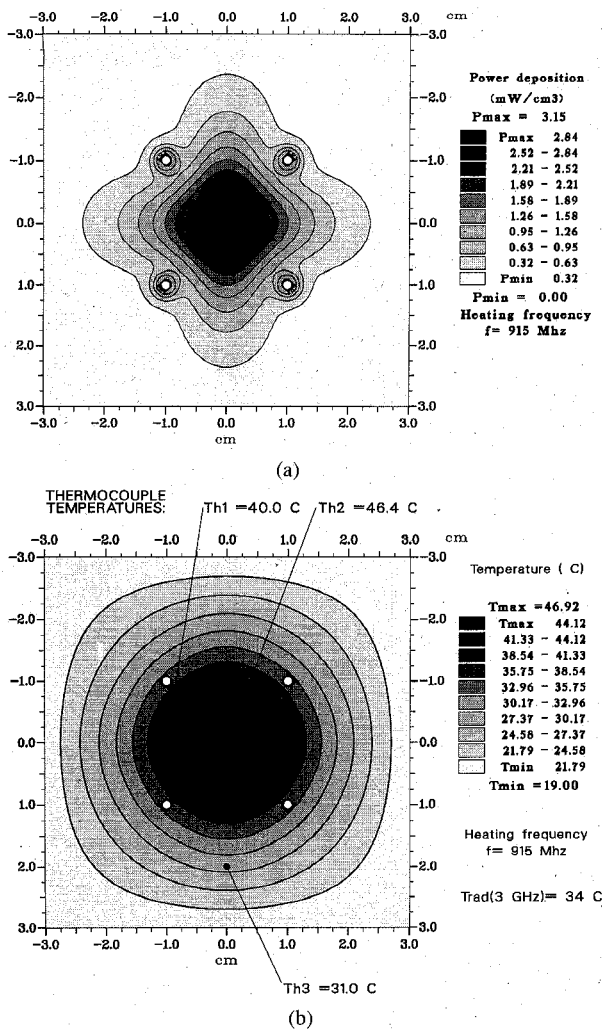 -3.0 -2.0 -1.0 0.0 1.0 2.0 3.0 cm
-3.0 -3.0
-2.0 -2.0
-1.0 -1.0
0.0 0.0
1.0 1.0
2.0 2.0
3.0 3.0
-3.0 -2.0 -1.0 0.0 1.0 2.0 3.0
cm
Power deposition
(mW/cm3)
Pmax = 3.15
Pmax 2.84
2.52 - 2.84
2.21 - 2.52
1.89 - 2.21
1.58 - 1.89
1.26 - 1.58
0.95 - 1.26
0.63 - 0.95
0.32 - 0.63
Pmin 0.32
Pmin = 0.00
Heating frequency
f= 915 Mhz
(a)
THERMOCOUPLE
TEMPERATURES:
Th1 =40.0 C Th2 =46.4 C
-3.0 -2.0 -1.0 0.0 1.0 2.0 3.0 cm
-3.0 -3.0
-2.0 -2.0
-1.0 -1.0
0.0 0.0
1.0 1.0
2.0 2.0
3.0 3.0
-3.0 -2.0 -1.0 0.0 1.0 2.0 3.0
cm
Th3 =31.0 C
Temperature ( C)
Tmax =46.92
Tmax 44.12
41.33 - 44.12
38.54 - 41.33
35.75 - 38.54
32.96 - 35.75
30.17 - 32.96
27.37 - 30.17
24.58 - 27.37
21.79 - 24.58
Tmin 21.79
Tmin =19.00
Heating frequency
f= 915 Mhz
Trad(3 GHz)= 34 C
(b)